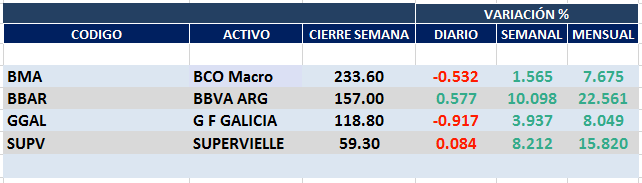 VARIACIÓN %
CODIGO ACTIVO CIERRE SEMANA DIARIO SEMANAL MENSUAL
BMA BCO Macro 233.60 -0.532 1.565 7.675
BBAR BBVA ARG 157.00 0.577 10.098 22.561
GGAL G F GALICIA 118.80 -0.917 3.937 8.049
SUPV SUPERVIELLE 59.30 0.084 8.212 15.820